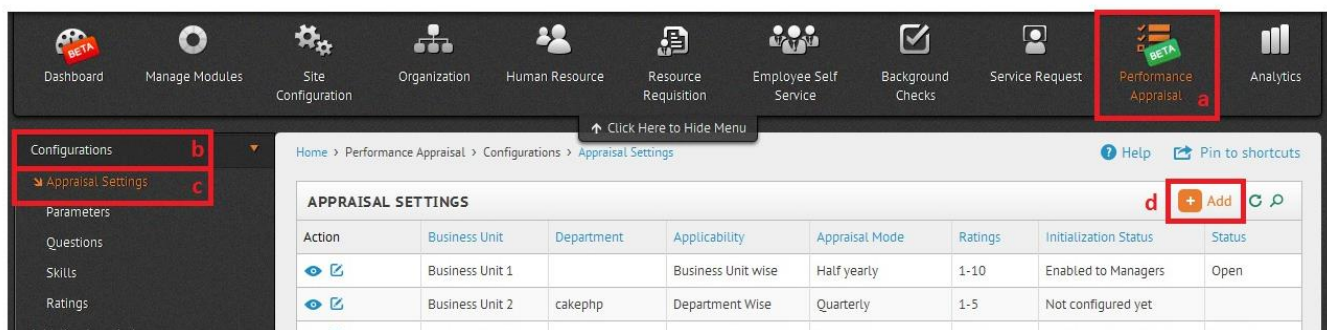 BETA
BETA
Dashboard Manage Modules Site Configuration Organization Human Resource Resource Requisition Employee Self Service Background Checks Service Request Performance Appraisal a Analytics
↑ Click Here to Hide Menu
Configurations b
Home > Performance Appraisal > Configurations > Appraisal Settings
Help Pin to shortcuts
Appraisal Settings c
Parameters
Questions
Skills
Ratings
APPRAISAL SETTINGS d + Add
Action Business Unit Department Applicability Appraisal Mode Ratings Initialization Status Status
Business Unit 1 Business Unit wise Half yearly 1-10 Enabled to Managers Open
Business Unit 2 cakephp Department Wise Quarterly 1-5 Not configured yet